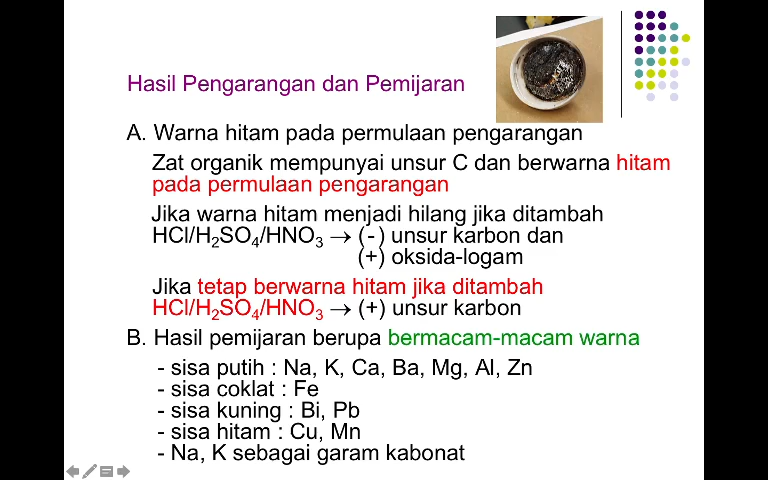 Hasil Pengarangan dan Pemijaran
A. Warna hitam pada permulaan pengarangan
Zat organik mempunyai unsur C dan berwarna hitam
pada permulaan pengarangan
Jika warna hitam menjadi hilang jika ditambah
HCl/H₂SO₄/HNO₃ → (-) unsur karbon dan
(+) oksida-logam
Jika tetap berwarna hitam jika ditambah
HCl/H₂SO₄/HNO₃ → (+) unsur karbon
B. Hasil pemijaran berupa bermacam-macam warna
- sisa putih : Na, K, Ca, Ba, Mg, Al, Zn
- sisa coklat : Fe
- sisa kuning : Bi, Pb
- sisa hitam : Cu, Mn
- Na, K sebagai garam kabonat